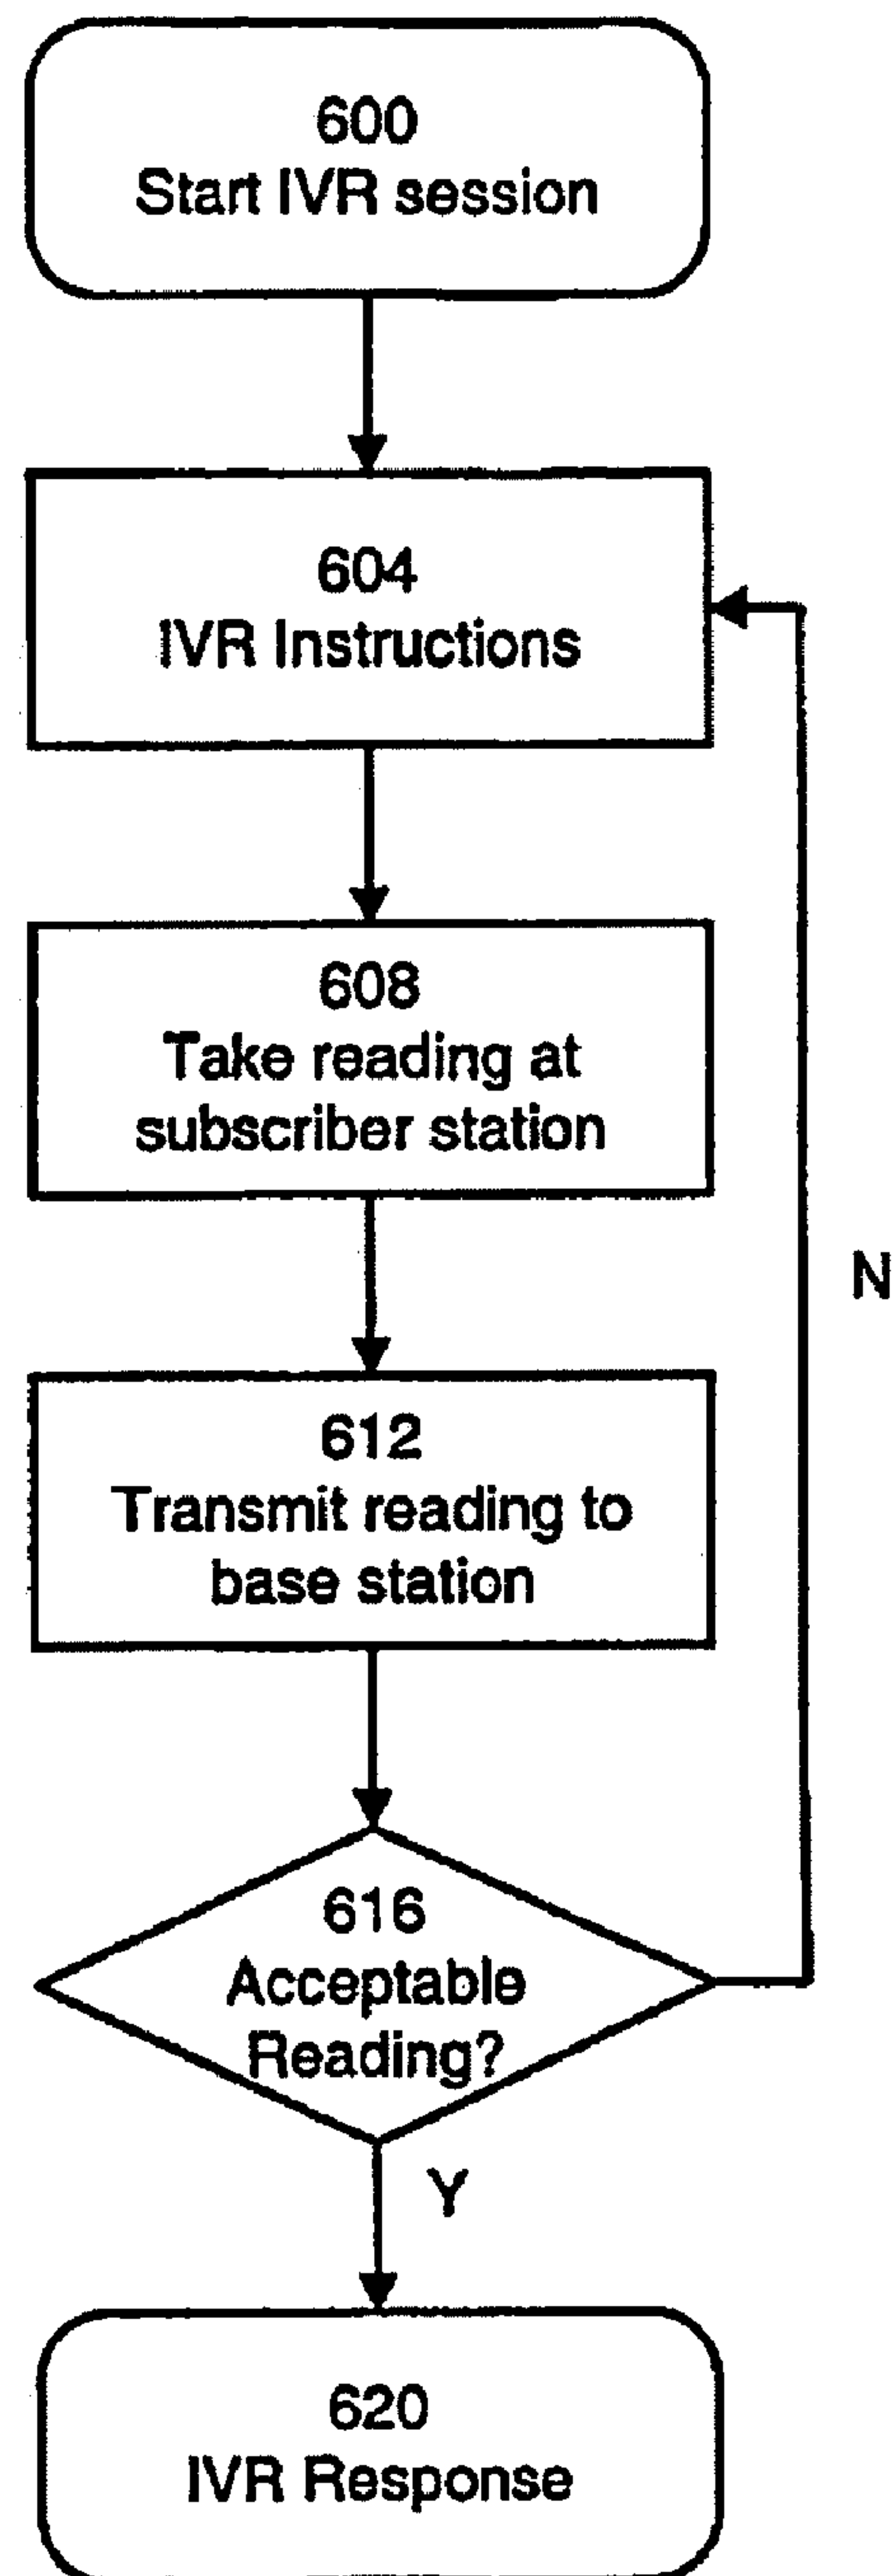 600
Start IVR session
604
IVR Instructions
608
Take reading at
subscriber station
N
612
Transmit reading to
base station
616
Acceptable
Reading?
Y
620
IVR Response